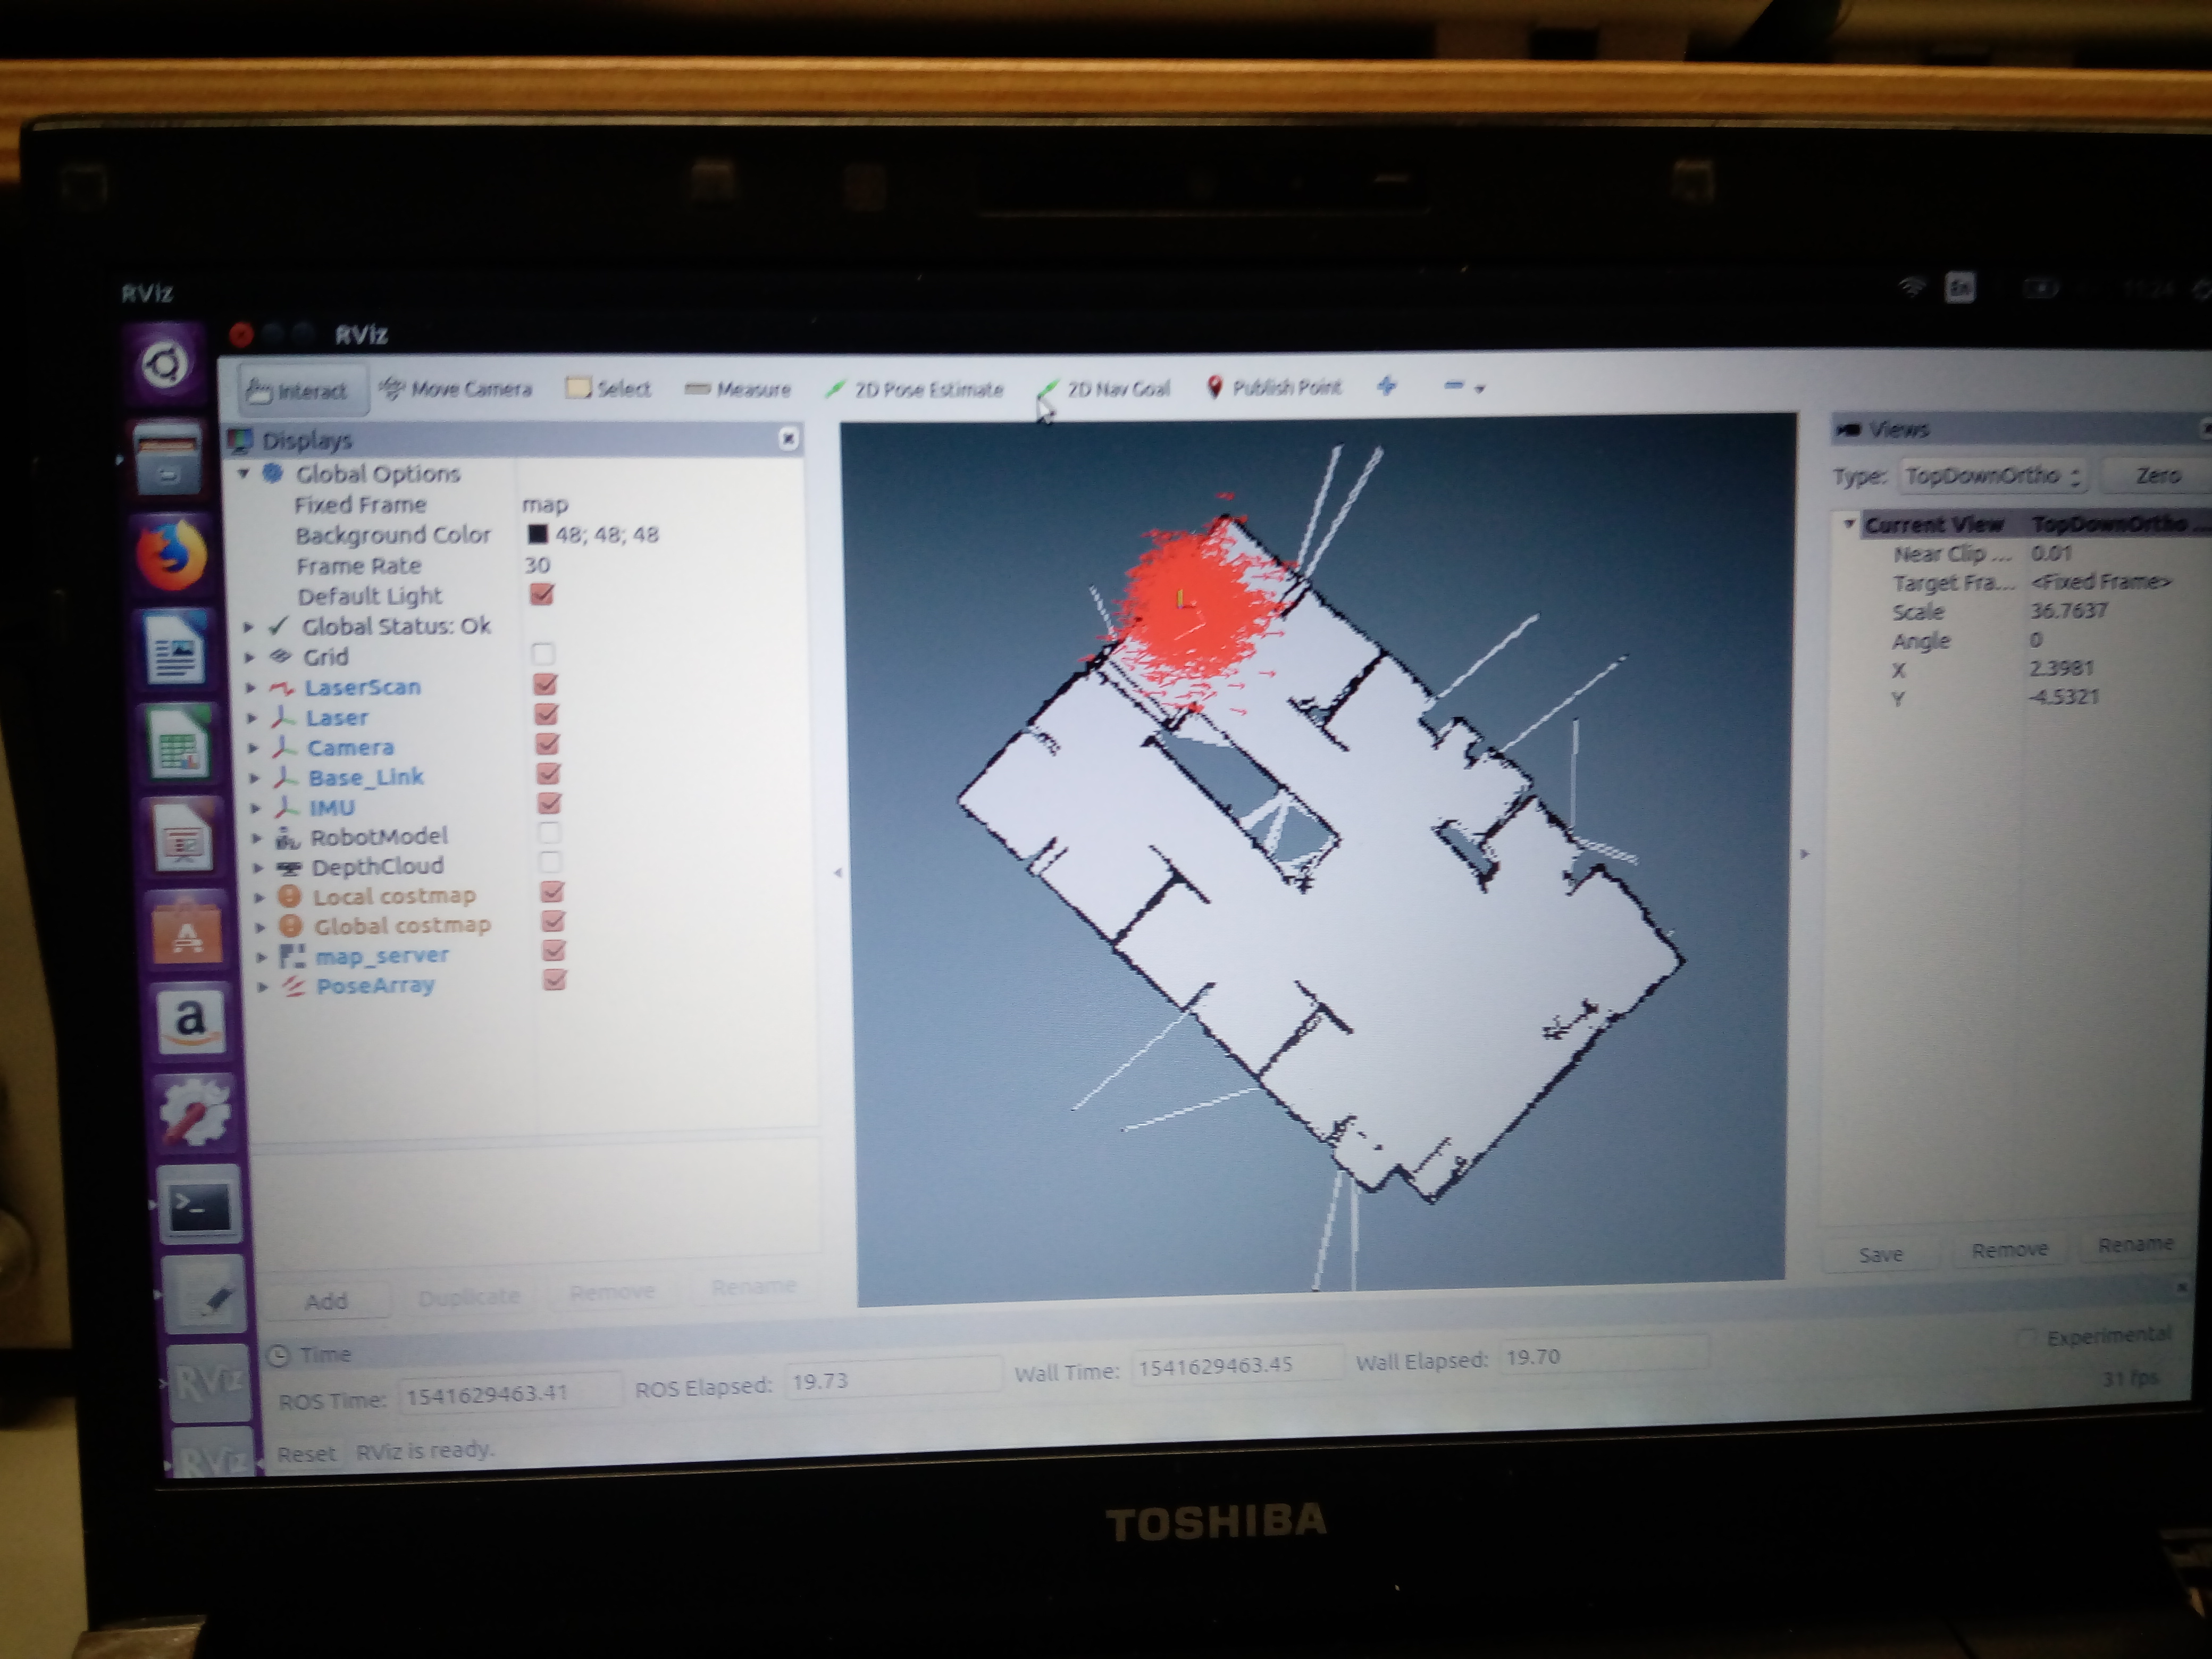 RViz
En
RViz
Interact Move Camera Select Measure 2D Pose Estimate 2D Nav Goal Publish Point
Displays
Global Options
Fixed Frame map
Background Color 48; 48; 48
Frame Rate 30
Default Light
Global Status: Ok
Grid
LaserScan
Laser
Camera
Base_Link
IMU
RobotModel
DepthCloud
Local costmap
Global costmap
map_server
PoseArray
Add Duplicate Remove Rename
Views
Type: TopDownOrtho Zero
Current View TopDownOrtho ...
Near Clip ... 0.01
Target Fra... <Fixed Frame>
Scale 36.7637
Angle 0
X 2.3981
Y -4.5321
Save Remove Rename
Time
ROS Time: 1541629463.41 ROS Elapsed: 19.73 Wall Time: 1541629463.45 Wall Elapsed: 19.70 Experimental
31 fps
Reset RViz is ready.
RViz
RViz
TOSHIBA